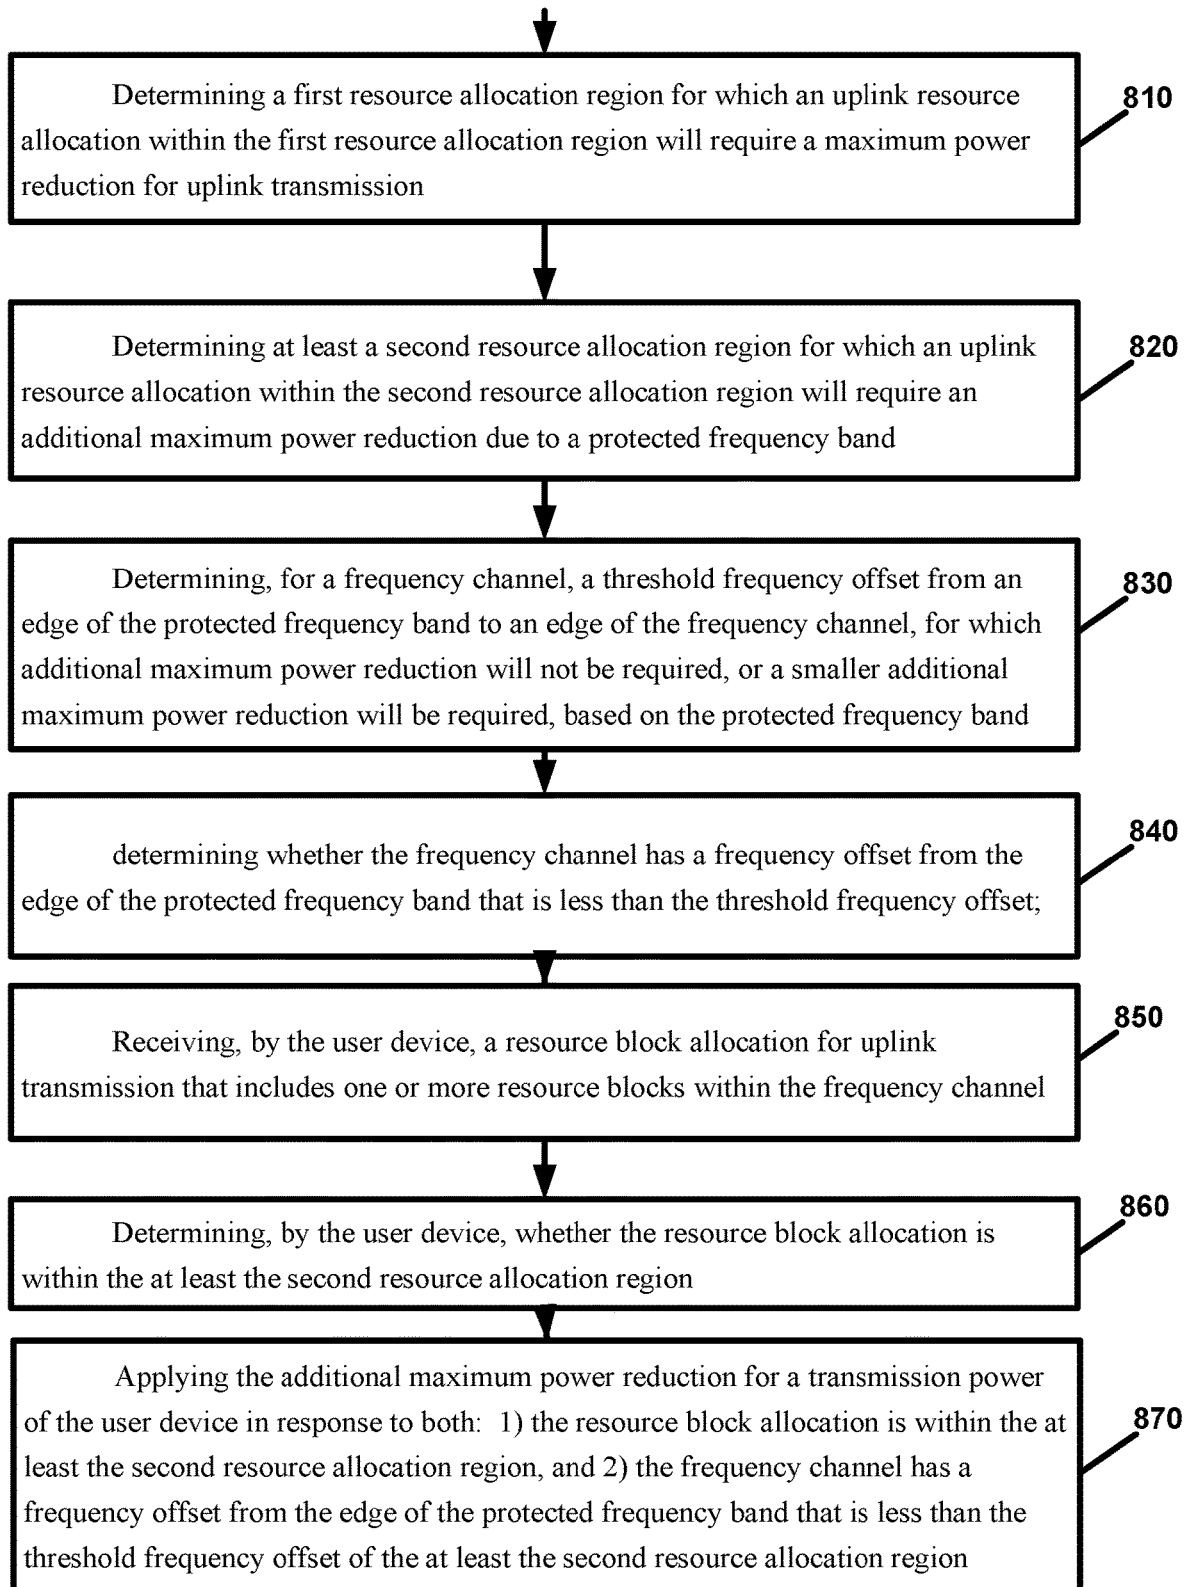 Determining a first resource allocation region for which an uplink resource
allocation within the first resource allocation region will require a maximum power
reduction for uplink transmission
810
Determining at least a second resource allocation region for which an uplink
resource allocation within the second resource allocation region will require an
additional maximum power reduction due to a protected frequency band
820
Determining, for a frequency channel, a threshold frequency offset from an
edge of the protected frequency band to an edge of the frequency channel, for which
additional maximum power reduction will not be required, or a smaller additional
maximum power reduction will be required, based on the protected frequency band
830
determining whether the frequency channel has a frequency offset from the
edge of the protected frequency band that is less than the threshold frequency offset;
840
Receiving, by the user device, a resource block allocation for uplink
transmission that includes one or more resource blocks within the frequency channel
850
Determining, by the user device, whether the resource block allocation is
within the at least the second resource allocation region
860
Applying the additional maximum power reduction for a transmission power
of the user device in response to both: 1) the resource block allocation is within the at
least the second resource allocation region, and 2) the frequency channel has a
frequency offset from the edge of the protected frequency band that is less than the
threshold frequency offset of the at least the second resource allocation region
870